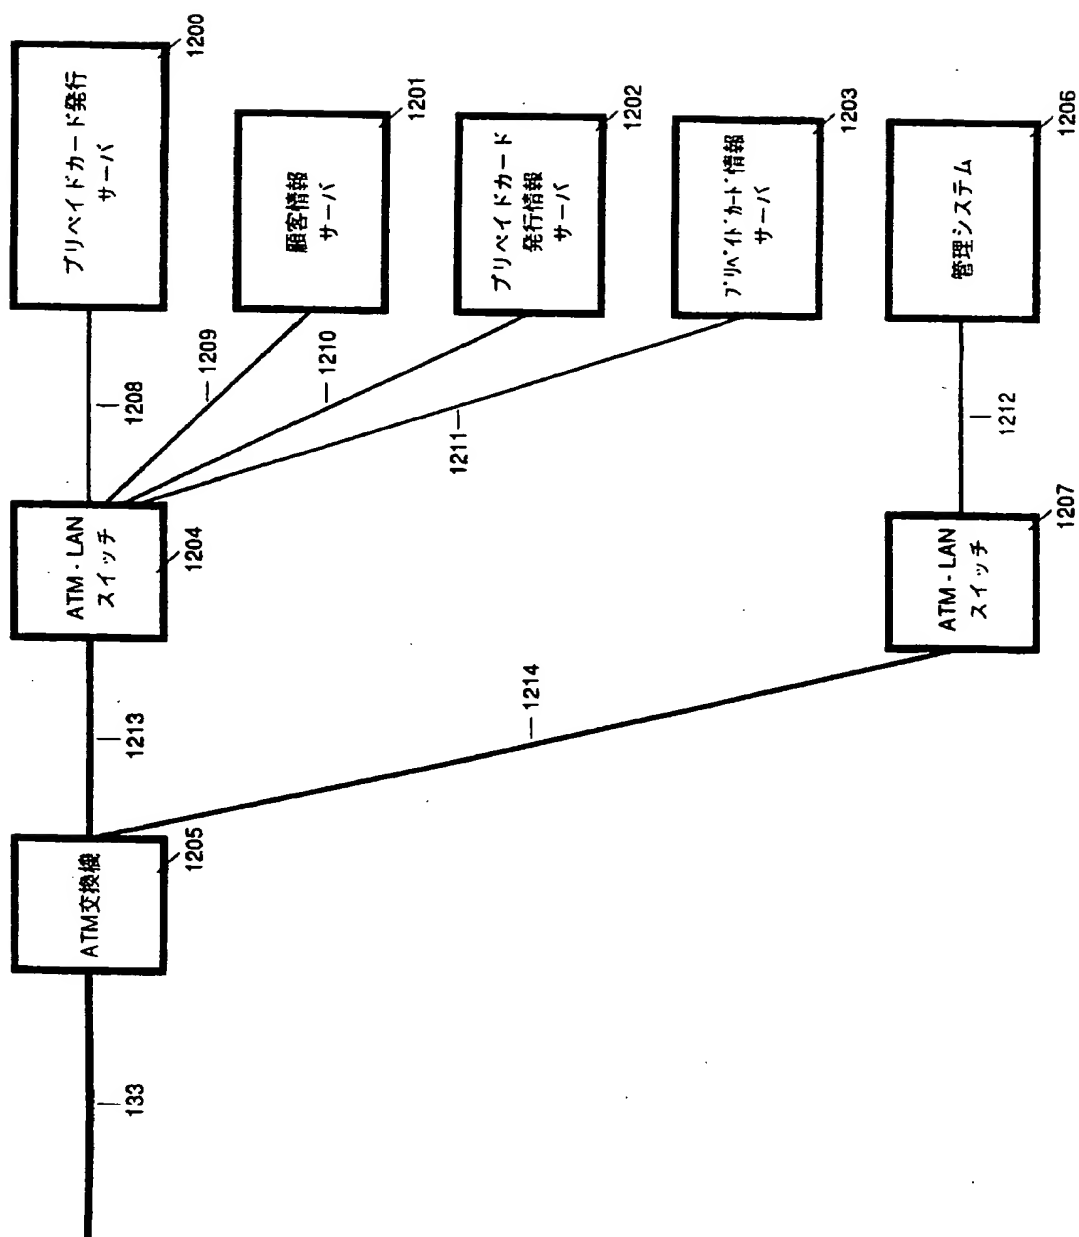 プリペイドカード発行
サーバ
1200
顧客情報
サーバ
1201
プリペイドカード
発行情報
サーバ
1202
プリペイドカード情報
サーバ
1203
管理システム
1206
1208
1209
1210
1211
1212
ATM - LAN
スイッチ
1204
ATM - LAN
スイッチ
1207
1213
1214
ATM交換機
1205
133